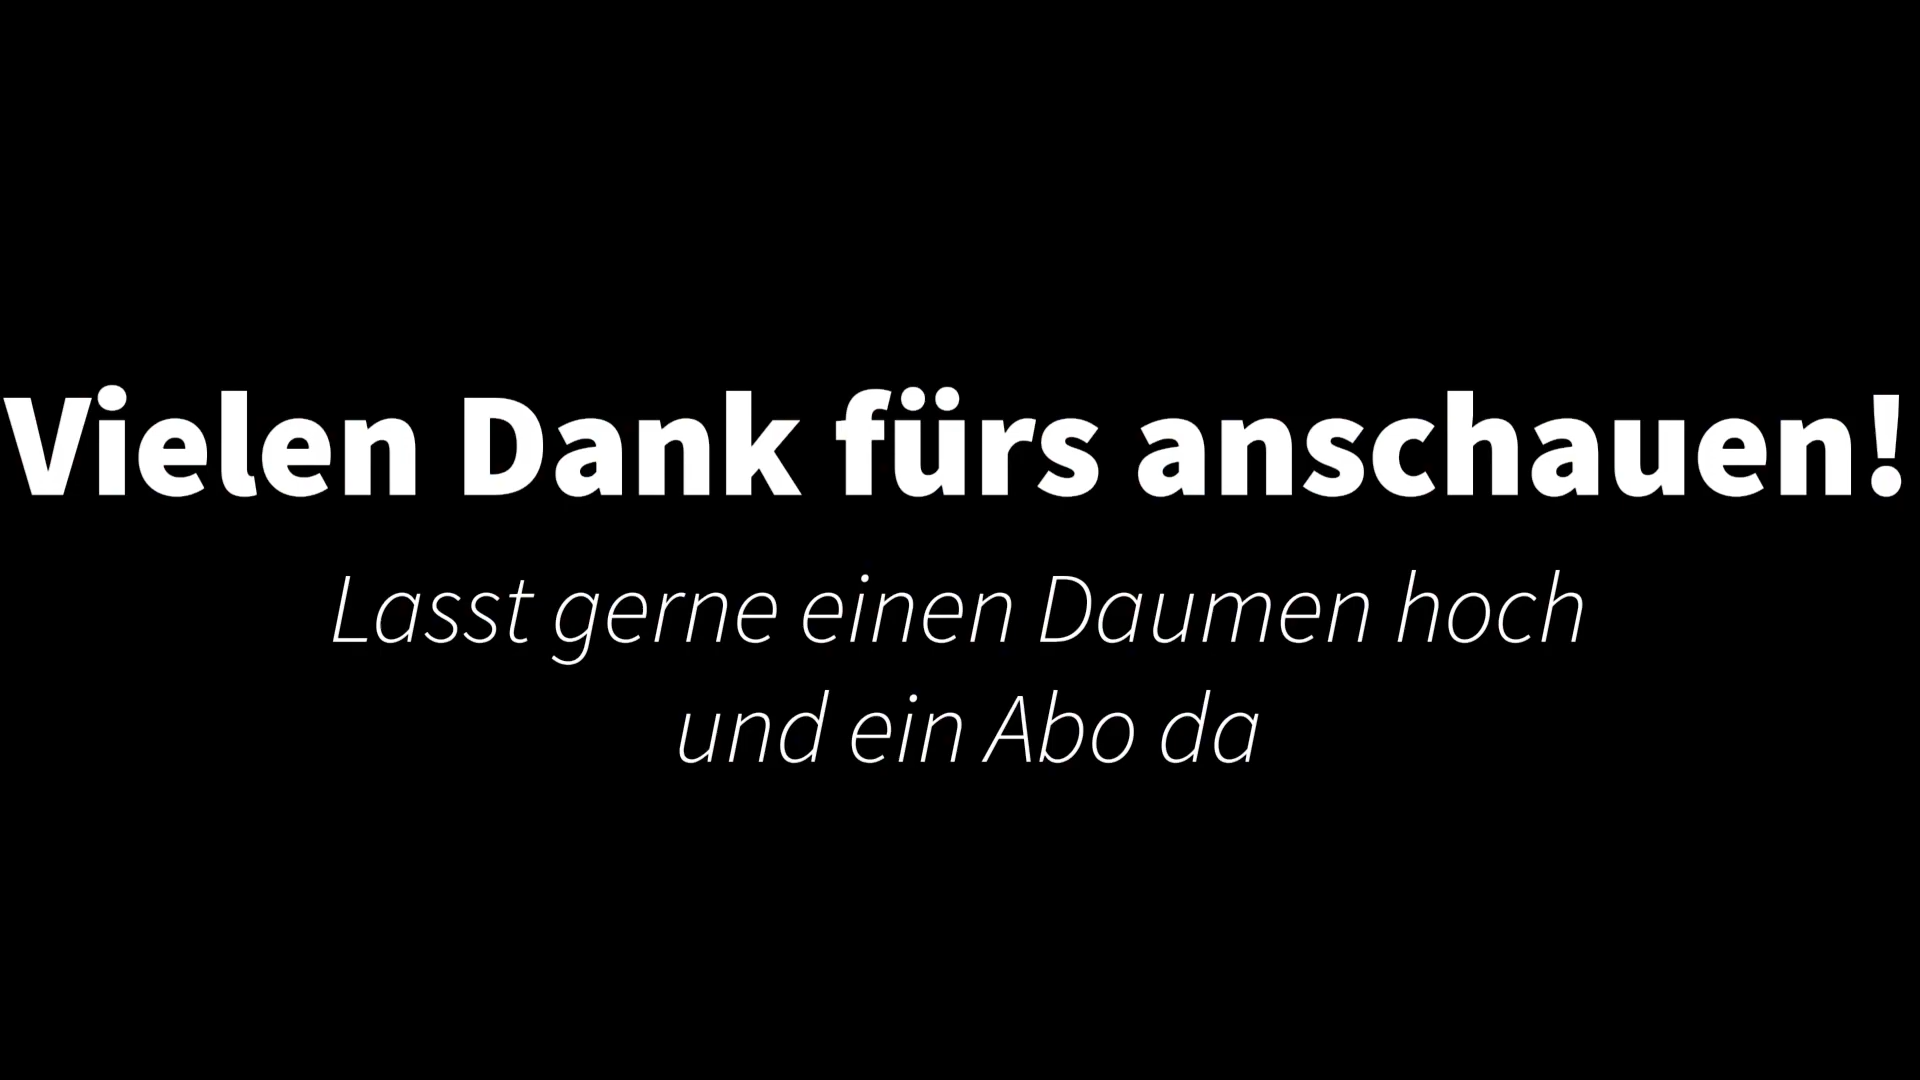 Vielen Dank fürs anschauen!
Lasst gerne einen Daumen hoch
und ein Abo da